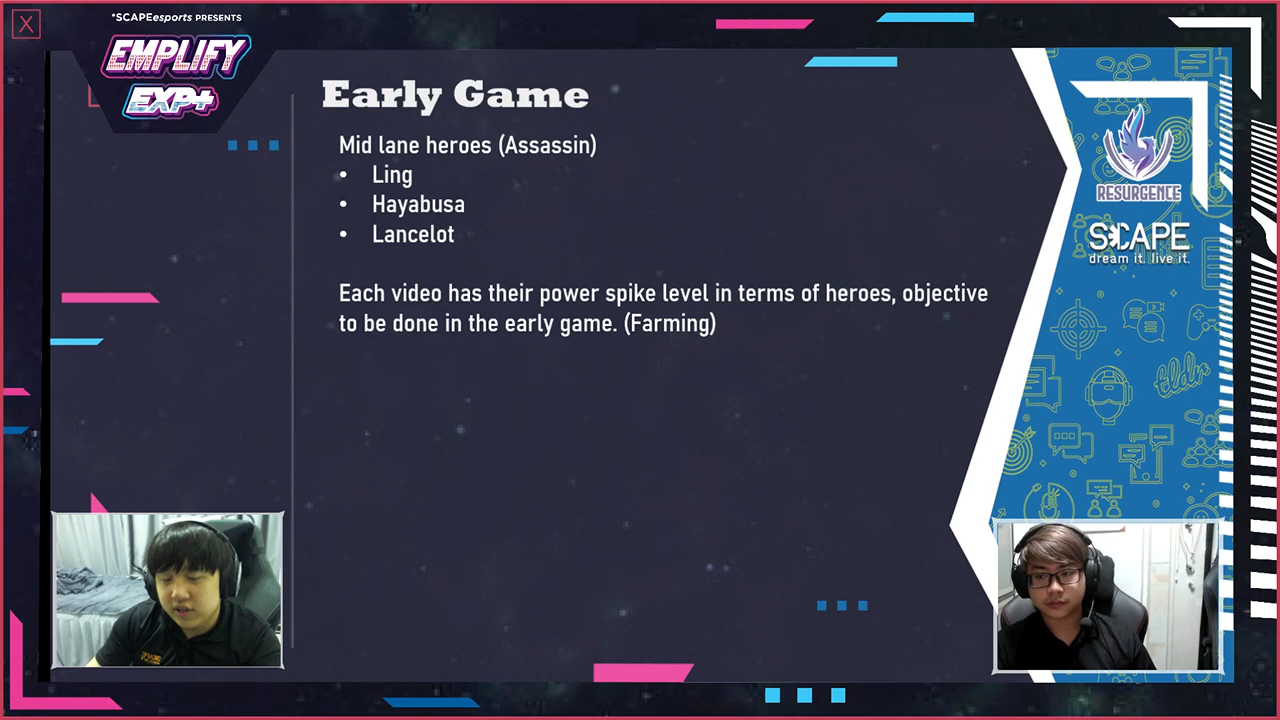 *SCAPEesports PRESENTS
EMPLIFY
EXP+
Early Game
Mid lane heroes (Assassin)
• Ling
• Hayabusa
• Lancelot
Each video has their power spike level in terms of heroes, objective
to be done in the early game. (Farming)
RESURGENCE
S*CAPE
dream it. live it.
tldr